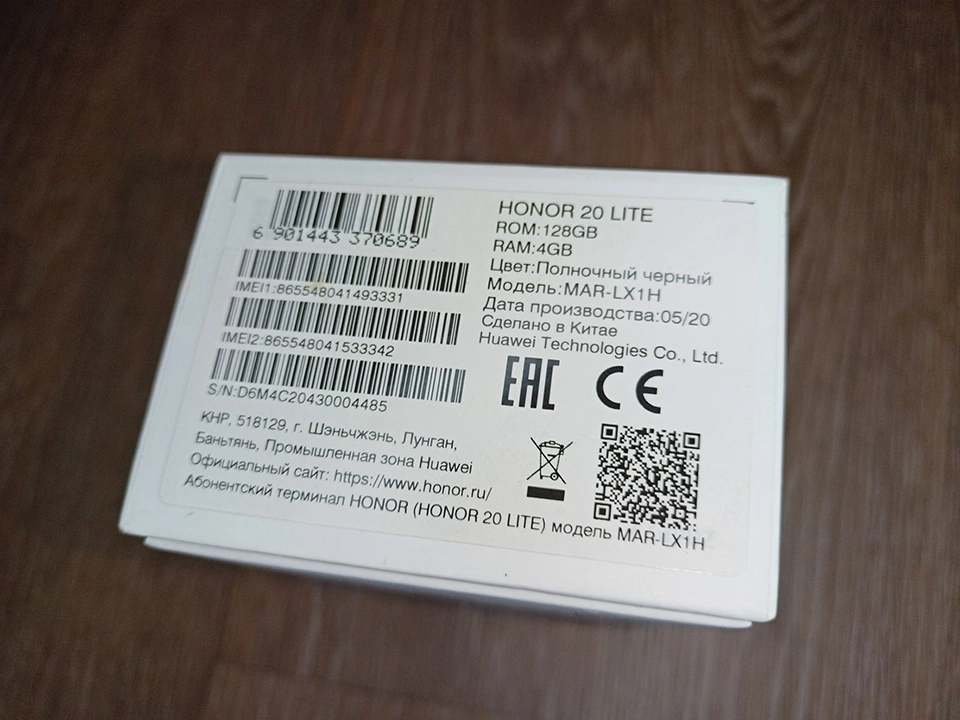 6 901443 370689
IMEI1:865548041493331
IMEI2:865548041533342
S/N:D6M4C20430004485
HONOR 20 LITE
ROM:128GB
RAM:4GB
Цвет:Полночный черный
Модель:MAR-LX1H
Дата производства:05/20
Сделано в Китае
Huawei Technologies Co., Ltd.
EAC CE
КНР, 518129, г. Шэньчжэнь, Лунган,
Баньтянь, Промышленная зона Huawei
Официальный сайт: https://www.honor.ru/
Абонентский терминал HONOR (HONOR 20 LITE) модель MAR-LX1H